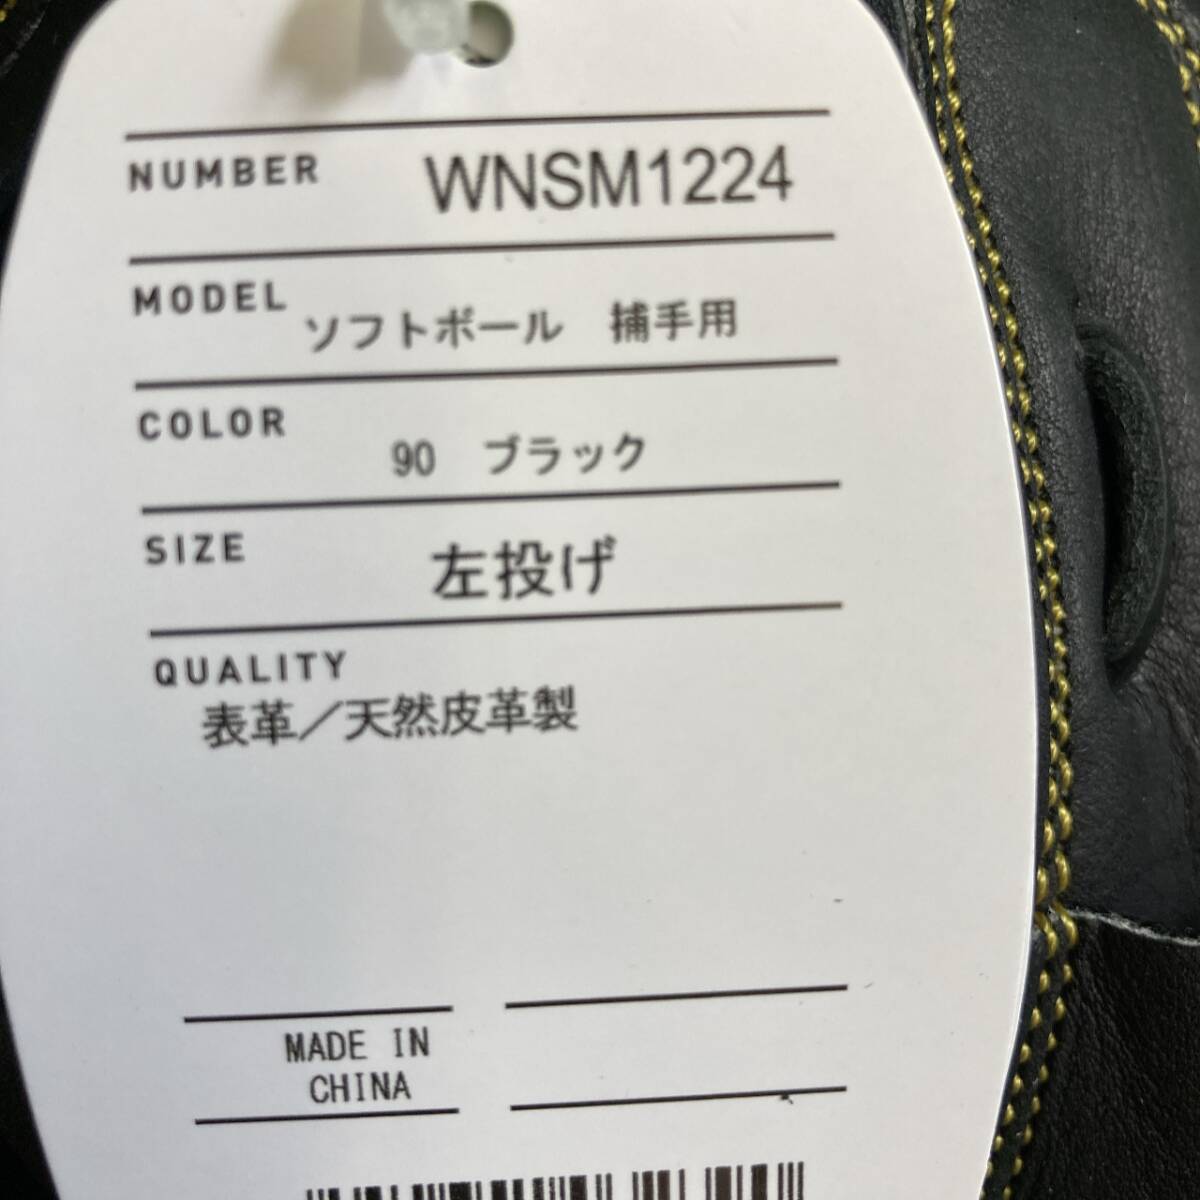 NUMBER WNSM1224
MODEL ソフトボール 捕手用
COLOR 90 ブラック
SIZE 左投げ
QUALITY
表革／天然皮革製
MADE IN
CHINA